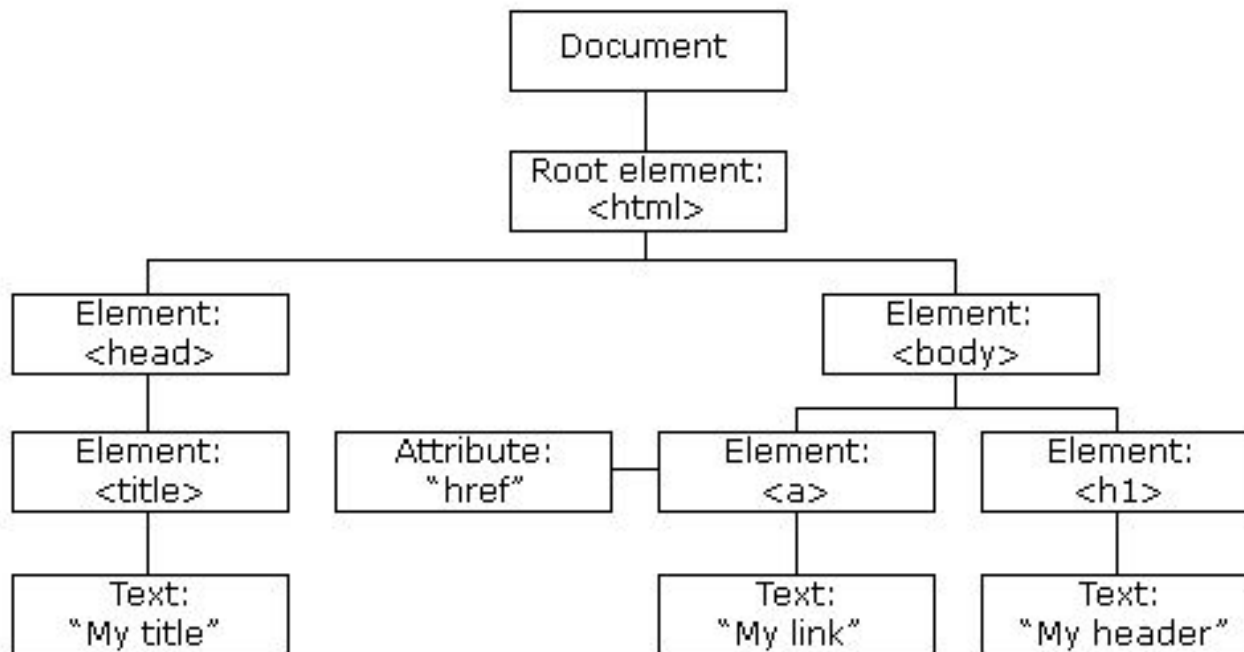 Document
Root element:
<html>
Element:
<head>
Element:
<body>
Element:
<title>
Attribute:
“href”
Element:
<a>
Element:
<h1>
Text:
“My title”
Text:
“My link”
Text:
“My header”